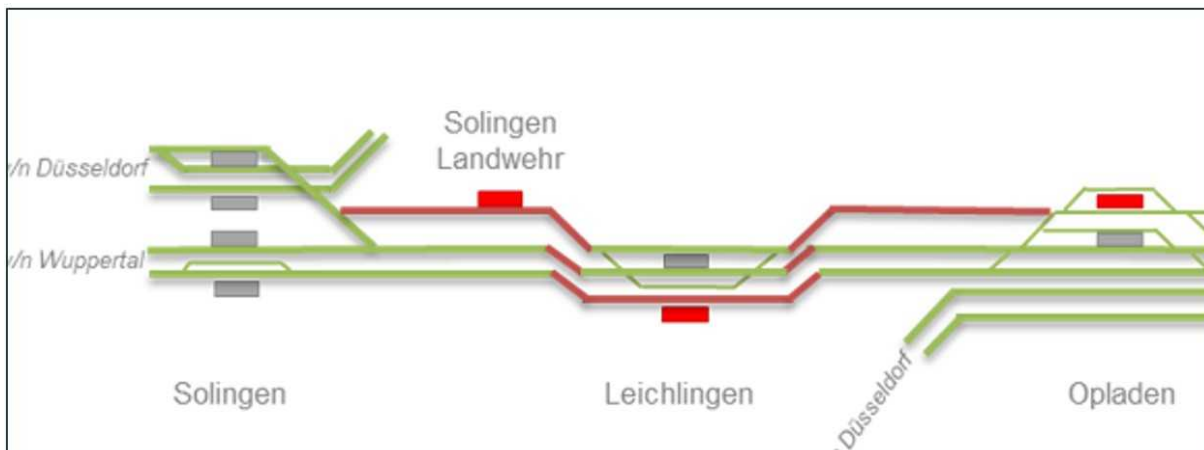 Solingen
Landwehr
v/n Düsseldorf
v/n Wuppertal
Solingen
Leichlingen
Opladen
Düsseldorf